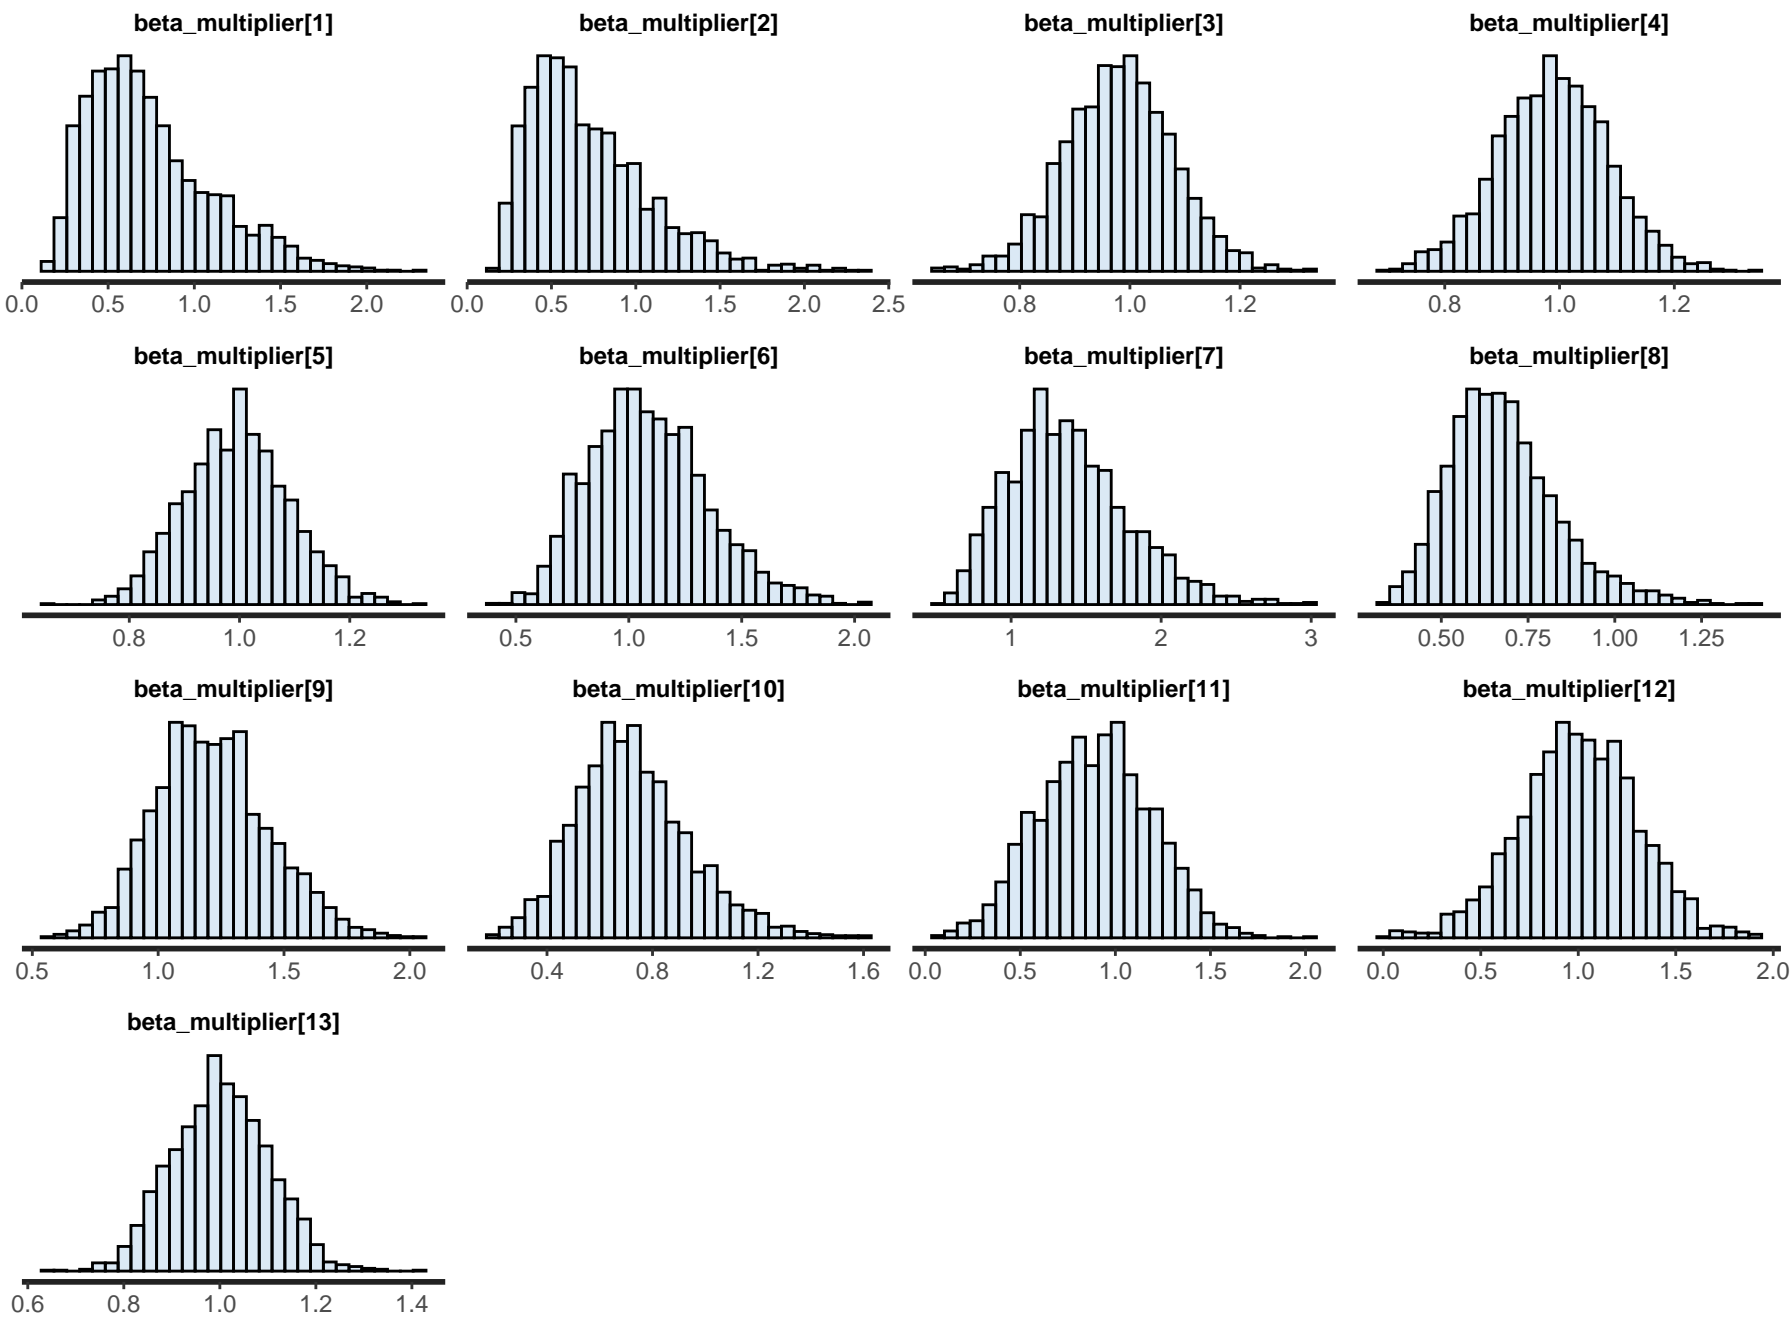 beta_multiplier[1] beta_multiplier[2] beta_multiplier[3] beta_multiplier[4]
0.0 0.5 1.0 1.5 2.0 0.0 0.5 1.0 1.5 2.0 2.5 0.8 1.0 1.2 0.8 1.0 1.2
beta_multiplier[5] beta_multiplier[6] beta_multiplier[7] beta_multiplier[8]
0.8 1.0 1.2 0.5 1.0 1.5 2.0 1 2 3 0.50 0.75 1.00 1.25
beta_multiplier[9] beta_multiplier[10] beta_multiplier[11] beta_multiplier[12]
0.5 1.0 1.5 2.0 0.4 0.8 1.2 1.6 0.0 0.5 1.0 1.5 2.0 0.0 0.5 1.0 1.5 2.0
beta_multiplier[13]
0.6 0.8 1.0 1.2 1.4